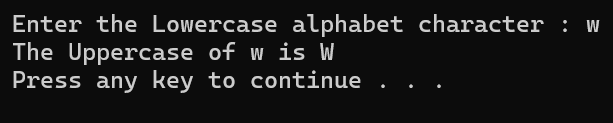 Enter the Lowercase alphabet character : w
The Uppercase of w is W
Press any key to continue . . .